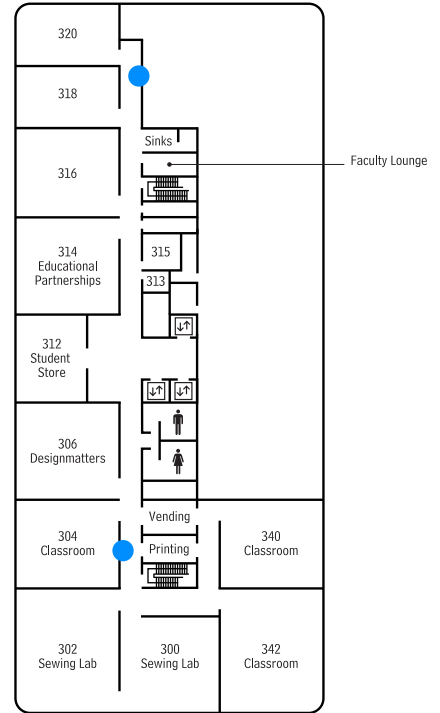 320
318
Sinks
Faculty Lounge
316
314
Educational
Partnerships
315
313
312
Student
Store
306
Designmatters
Vending
304
Classroom
Printing
340
Classroom
302
Sewing Lab
300
Sewing Lab
342
Classroom